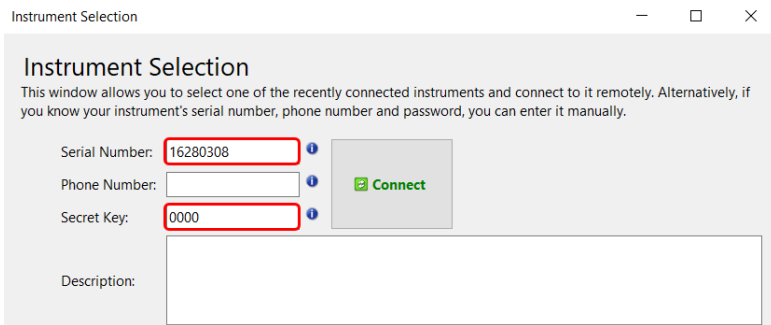 Instrument Selection
Instrument Selection
This window allows you to select one of the recently connected instruments and connect to it remotely. Alternatively, if
you know your instrument's serial number, phone number and password, you can enter it manually.
Serial Number: 16280308
Phone Number:
Connect
Secret Key: 0000
Description: